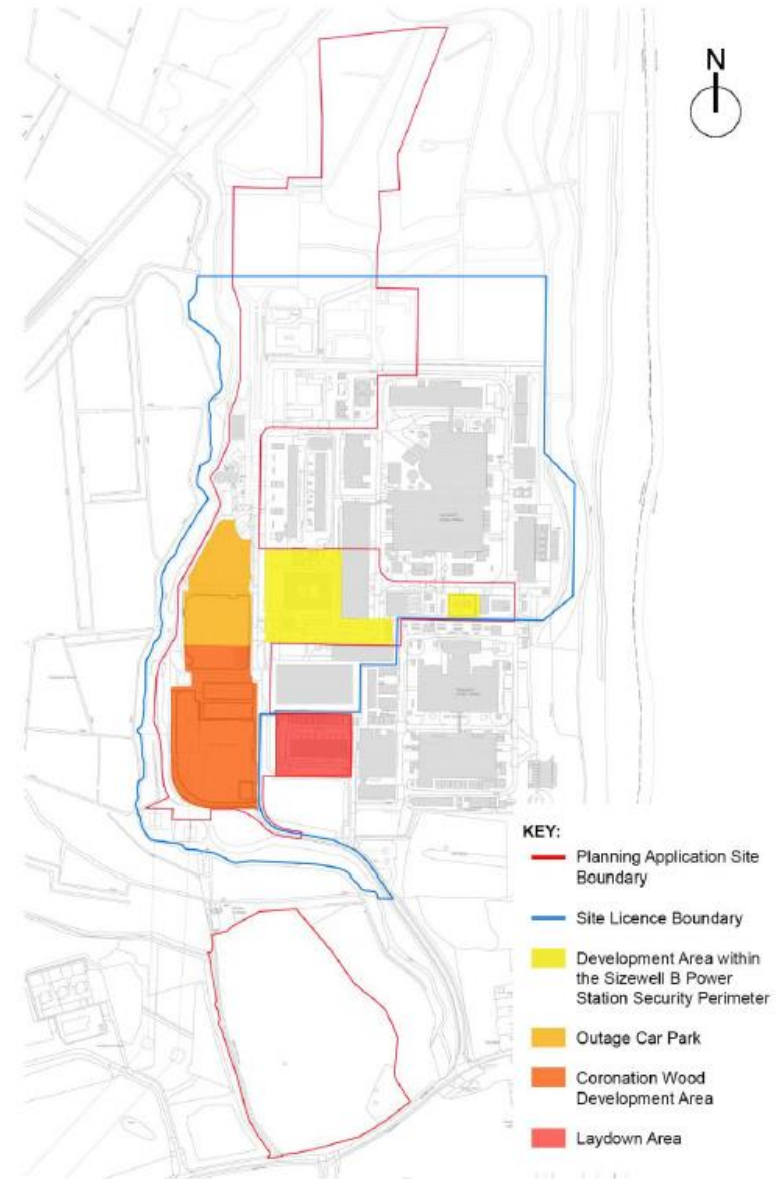 N
KEY:
Planning Application Site
Boundary
Site Licence Boundary
Development Area within
the Sizewell B Power
Station Security Perimeter
Outage Car Park
Coronation Wood
Development Area
Laydown Area